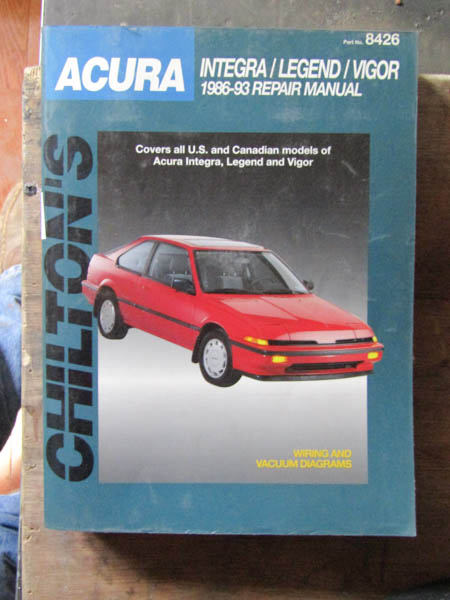 Part No. 8426
ACURA
INTEGRA/LEGEND/VIGOR
1986-93 REPAIR MANUAL
CHILTON'S
Covers all U.S. and Canadian models of
Acura Integra, Legend and Vigor
WIRING AND
VACUUM DIAGRAMS